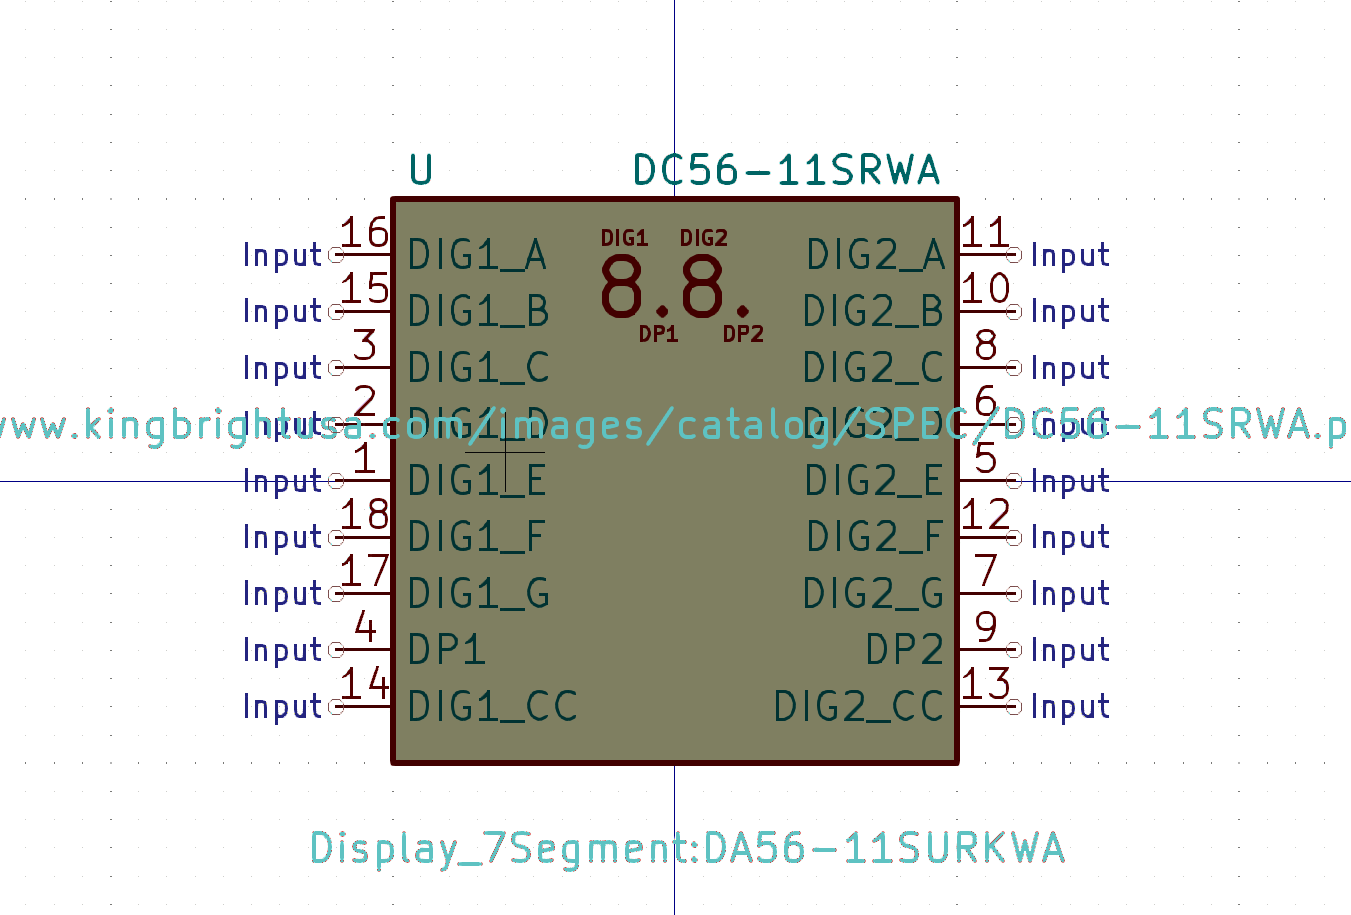 U DC56-11SRWA
DIG1 DIG2
8.8.
DP1 DP2
Input 16 DIG1_A DIG2_A 11 Input
Input 15 DIG1_B DIG2_B 10 Input
Input 3 DIG1_C DIG2_C 8 Input
Input 2 DIG1_D DIG2_D 6 Input
www.kingbrightusa.com/images/catalog/SPEC/DC56-11SRWA.p
Input 1 DIG1_E DIG2_E 5 Input
Input 18 DIG1_F DIG2_F 12 Input
Input 17 DIG1_G DIG2_G 7 Input
Input 4 DP1 DP2 9 Input
Input 14 DIG1_CC DIG2_CC 13 Input
Display_7Segment:DA56-11SURKWA